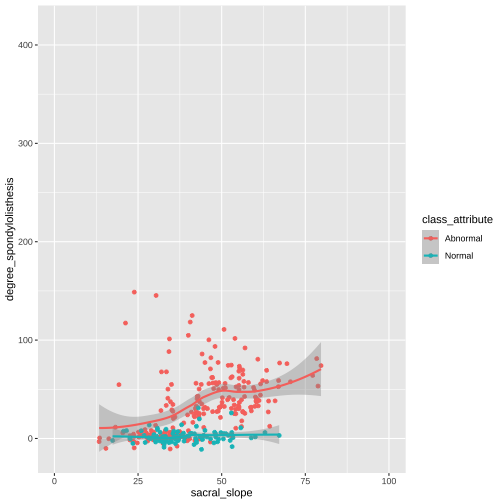 degree_spondylolisthesis
400
300
200
100
0
0
25
50
75
100
sacral_slope
class_attribute
Abnormal
Normal